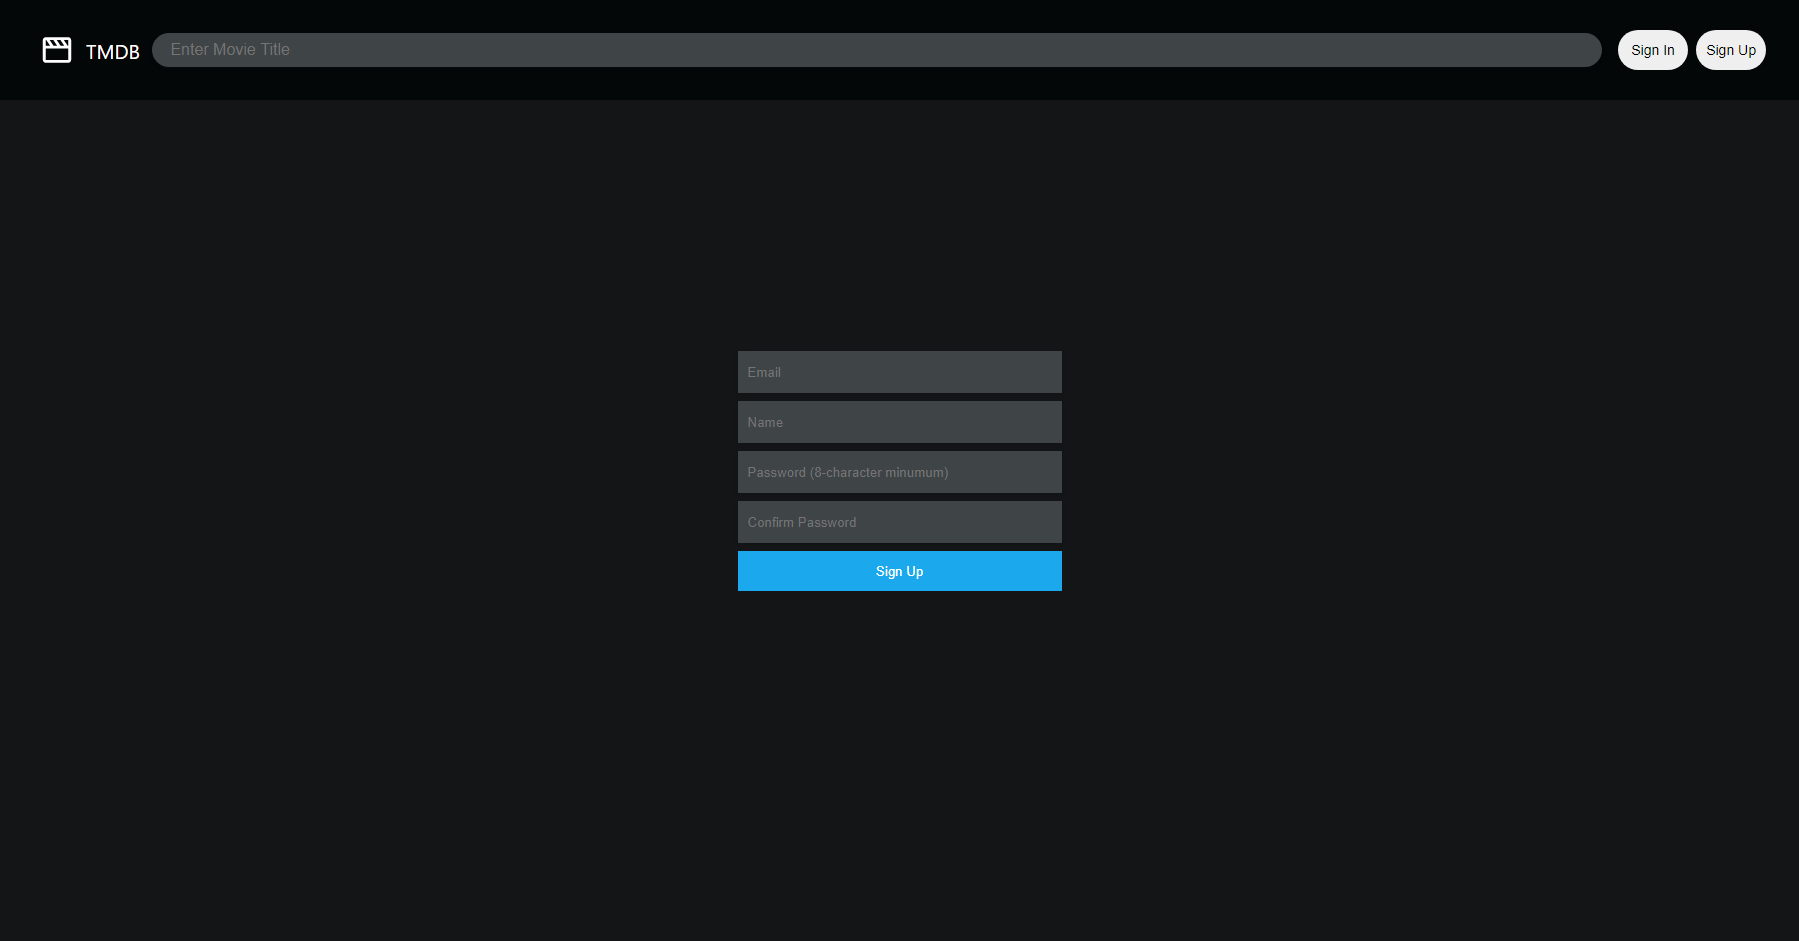 TMDB
Enter Movie Title
Sign In
Sign Up
Email
Name
Password (8-character minumum)
Confirm Password
Sign Up